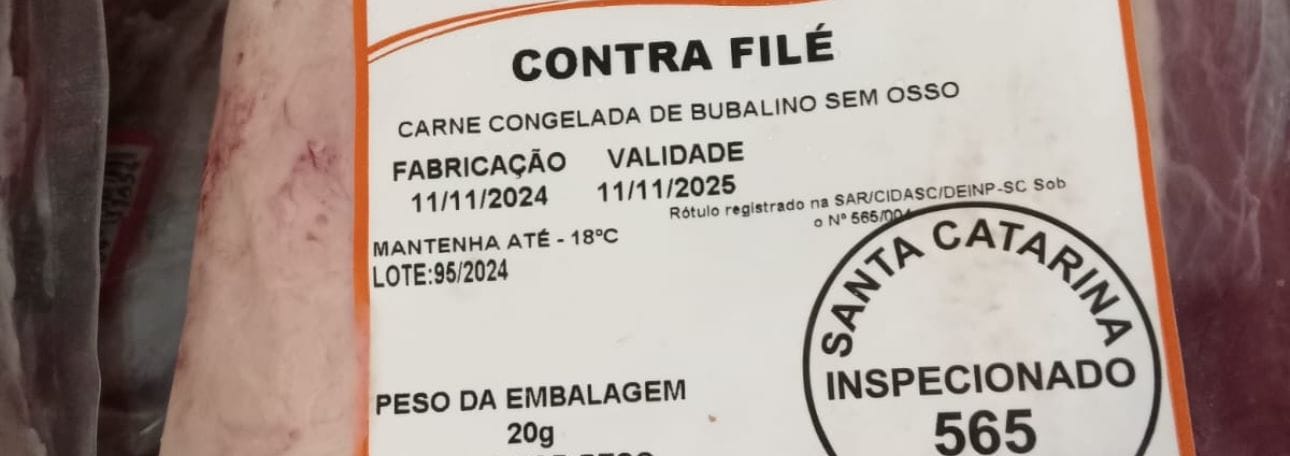 CONTRA FILÉ
CARNE CONGELADA DE BUBALINO SEM OSSO
FABRICAÇÃO VALIDADE
11/11/2024 11/11/2025
Rótulo registrado na SAR/CIDASC/DEINP-SC Sob
o Nº
MANTENHA ATÉ - 18ºC
LOTE:95/2024
SANTA CATARINA
INSPECIONADO
565
PESO DA EMBALAGEM
20g